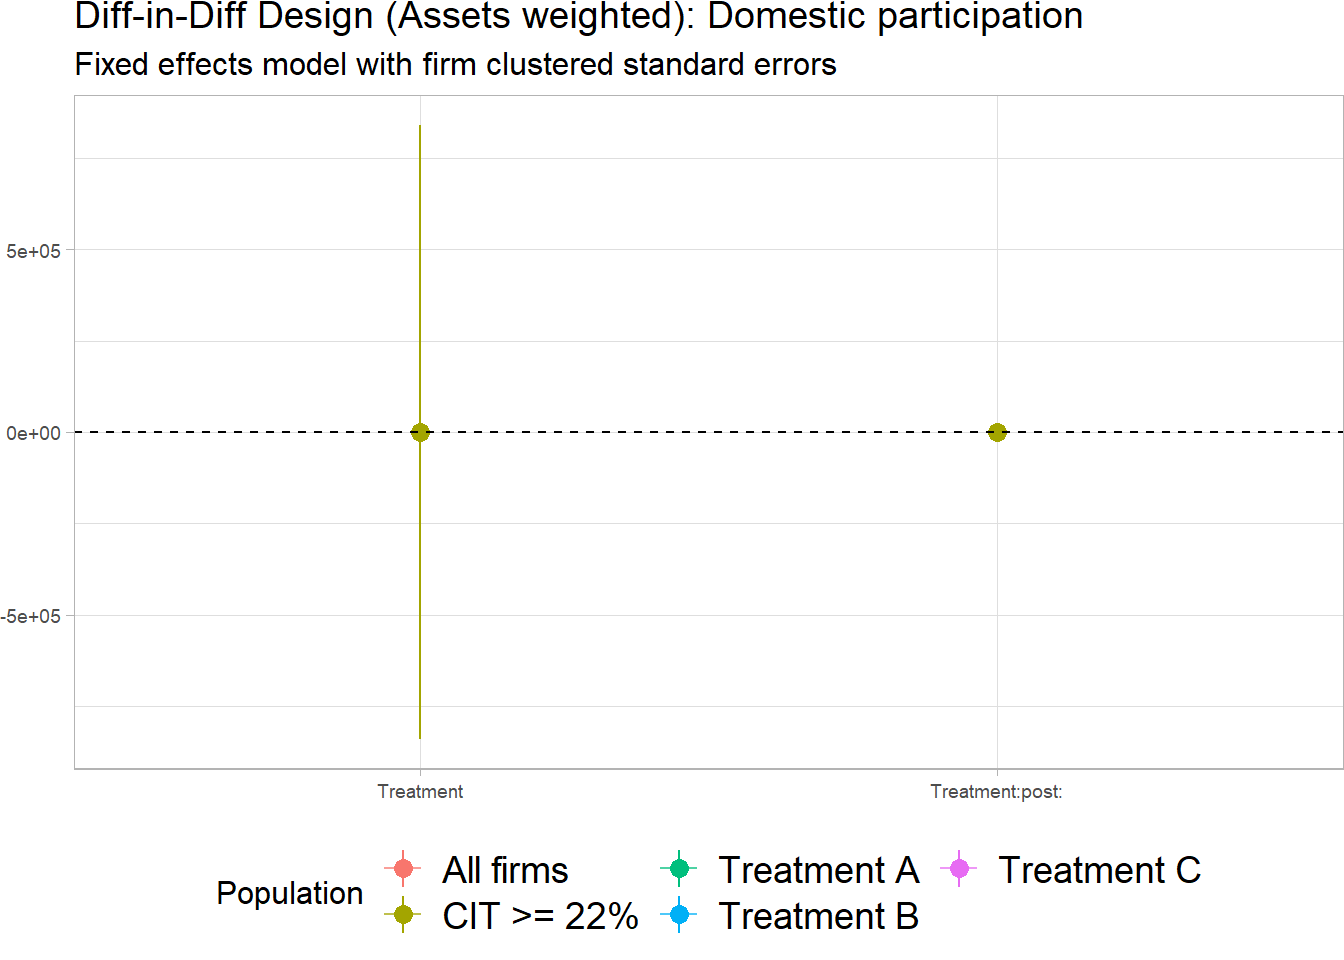 Diff-in-Diff Design (Assets weighted): Domestic participation
Fixed effects model with firm clustered standard errors
5e+05
0e+00
-5e+05
Treatment
Treatment:post:
Population
All firms
Treatment A
Treatment C
CIT >= 22%
Treatment B